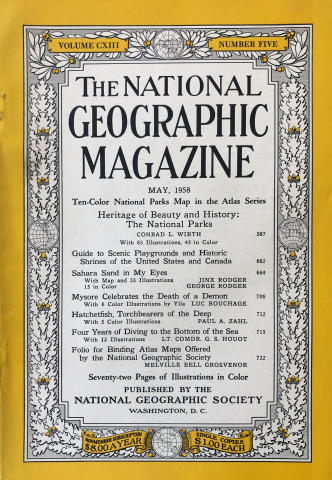 VOLUME CXIII
NUMBER FIVE
THE NATIONAL
GEOGRAPHIC
MAGAZINE
MAY, 1958
Ten-Color National Parks Map in the Atlas Series
Heritage of Beauty and History:
The National Parks
CONRAD L. WIRTH 587
With 63 Illustrations, 43 in Color
Guide to Scenic Playgrounds and Historic
Shrines of the United States and Canada 662
Sahara Sand in My Eyes 664
With Map and 33 Illustrations JINX RODGER
15 in Color GEORGE RODGER
Mysore Celebrates the Death of a Demon 706
With 6 Color Illustrations by Ylla LUC BOUCHAGE
Hatchetfish, Torchbearers of the Deep 712
With 5 Color Illustrations PAUL A. ZAHL
Four Years of Diving to the Bottom of the Sea 715
With 15 Illustrations LT. COMDR. G. S. HOUOT
Folio for Binding Atlas Maps Offered
by the National Geographic Society 732
MELVILLE BELL GROSVENOR
Seventy-two Pages of Illustrations in Color
PUBLISHED BY THE
NATIONAL GEOGRAPHIC SOCIETY
WASHINGTON, D. C.
NONMEMBER SUBSCRIPTION
$8.00 A YEAR
SINGLE COPIES
$1.00 EACH